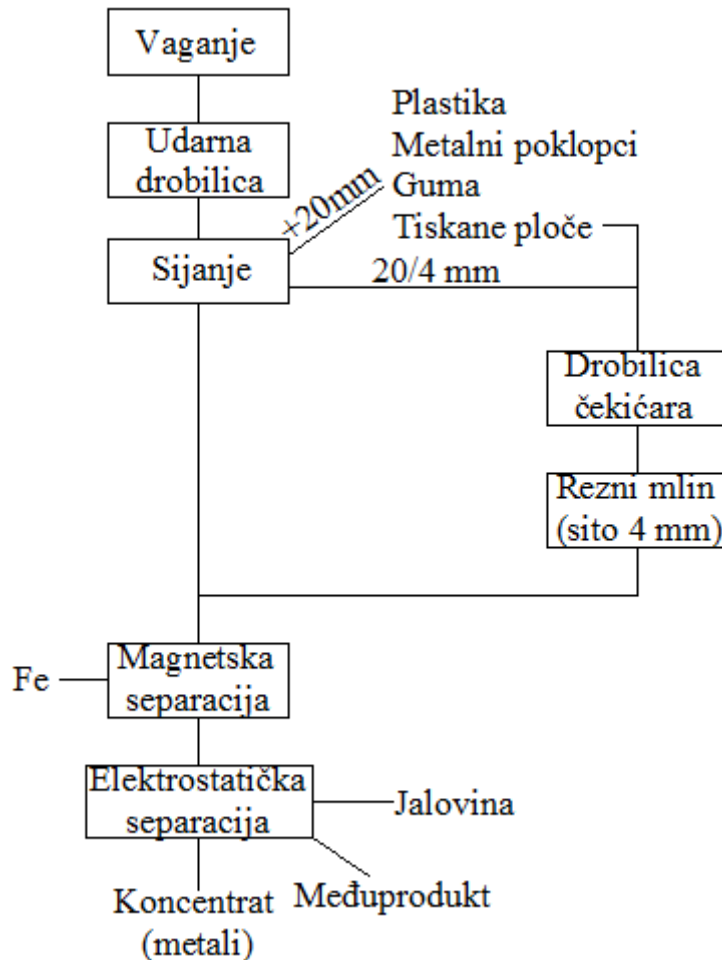 Vaganje
Udarna
drobilica
Plastika
Metalni poklopci
Guma
Tiskane ploče
+20mm
Sijanje
20/4 mm
Drobilica
čekićara
Rezni mlin
(sito 4 mm)
Magnetska
separacija
Fe
Elektrostatička
separacija
Jalovina
Međuprodukt
Koncentrat
(metali)